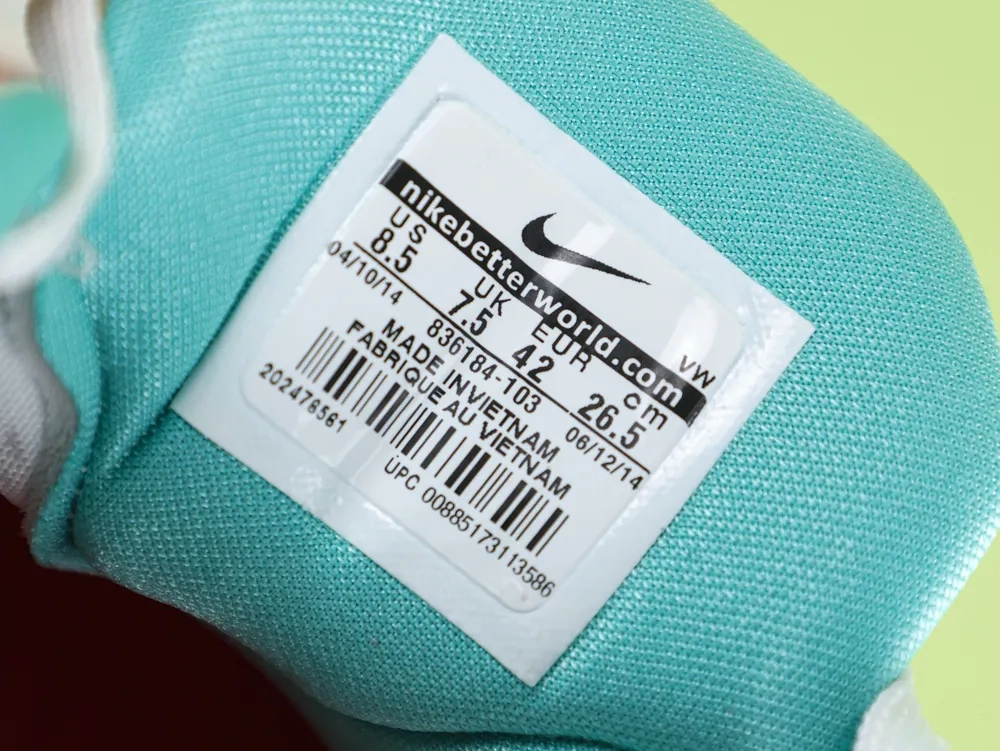 nikebetterworld.com
VW
US UK EUR cm
8.5 7.5 42 26.5
04/10/14 836184-103 06/12/14
MADE IN VIETNAM
FABRIQUE AU VIETNAM
202476561
UPC 00885173113586